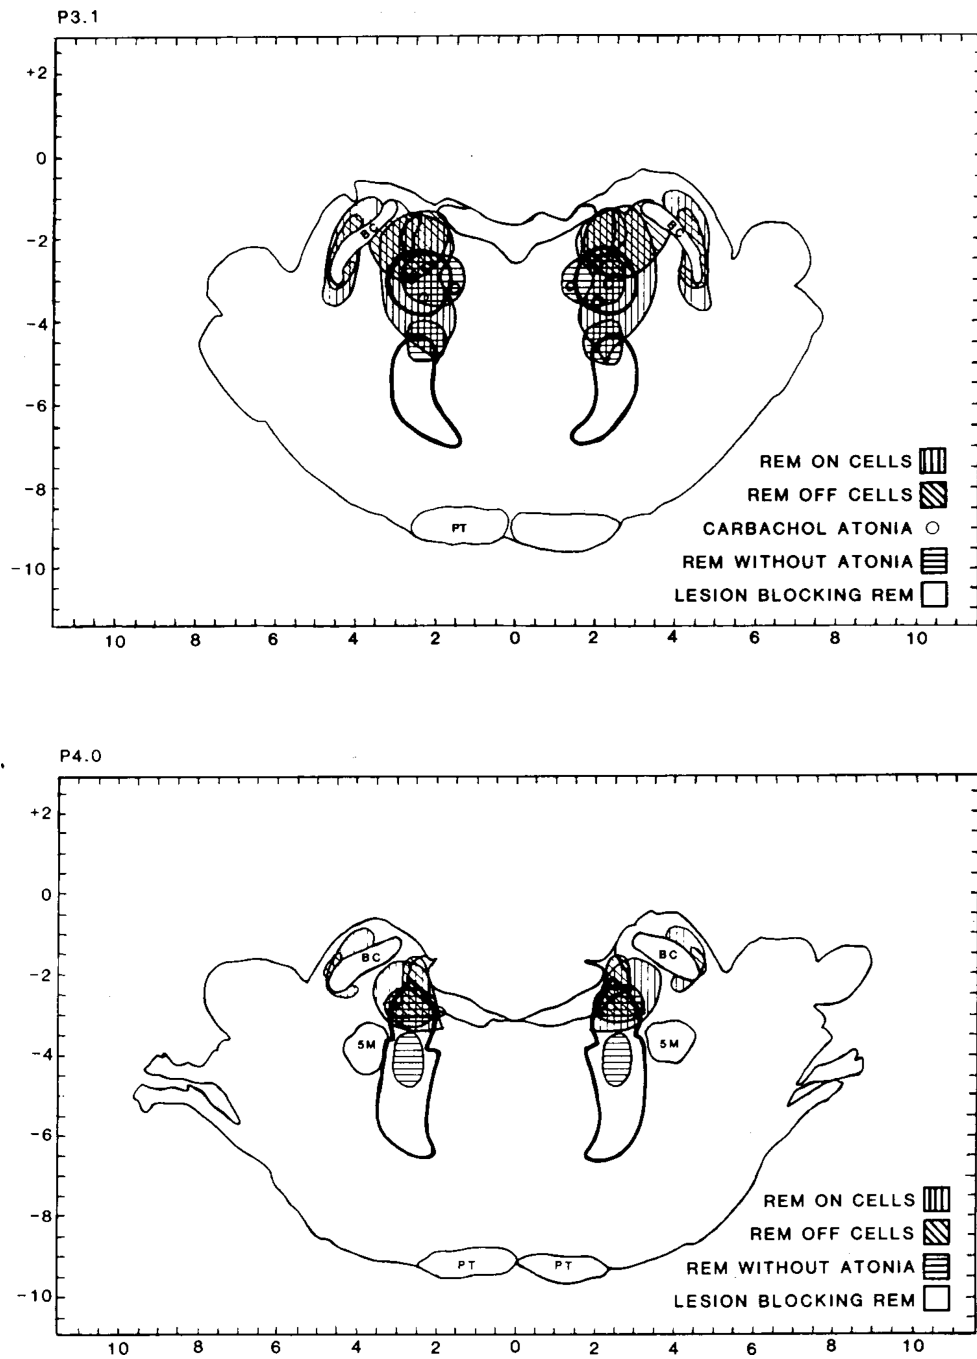 P3.1
+2
0
-2
-4
-6
-8
-10
BC
BC
PT
REM ON CELLS
REM OFF CELLS
CARBACHOL ATONIA
REM WITHOUT ATONIA
LESION BLOCKING REM
10 8 6 4 2 0 2 4 6 8 10
P4.0
+2
0
-2
-4
-6
-8
-10
BC
BC
5M
5M
PT
PT
REM ON CELLS
REM OFF CELLS
REM WITHOUT ATONIA
LESION BLOCKING REM
10 8 6 4 2 0 2 4 6 8 10